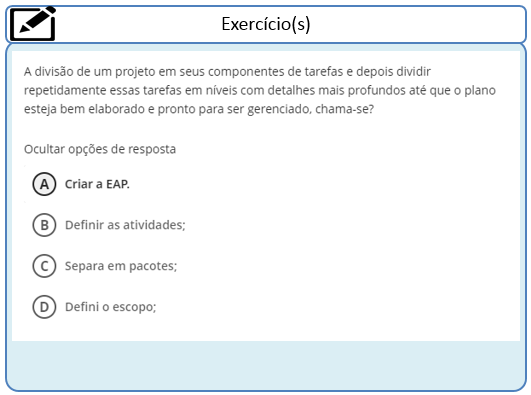 Exercício(s)
A divisão de um projeto em seus componentes de tarefas e depois dividir
repetidamente essas tarefas em níveis com detalhes mais profundos até que o plano
esteja bem elaborado e pronto para ser gerenciado, chama-se?
Ocultar opções de resposta
A Criar a EAP.
B Definir as atividades;
C Separa em pacotes;
D Defini o escopo;